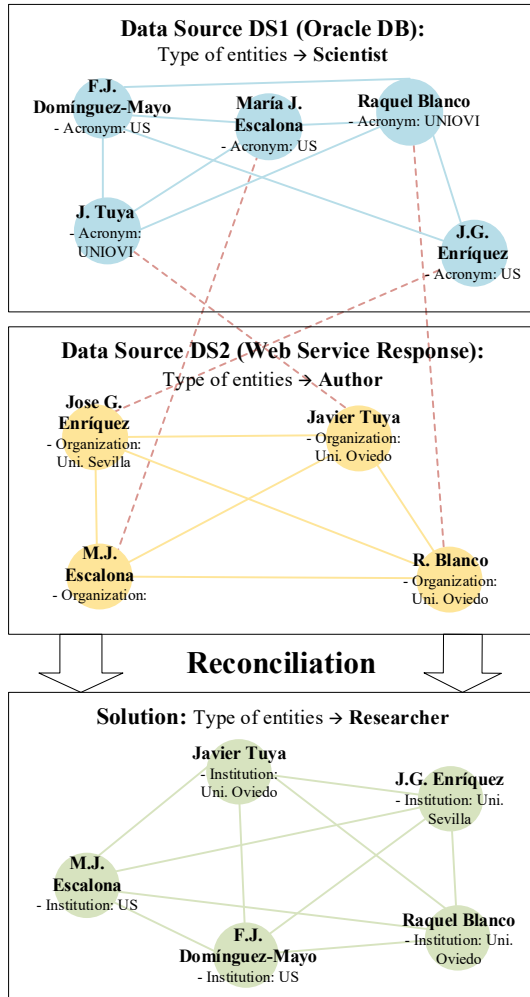 Data Source DS1 (Oracle DB):
Type of entities → Scientist
F.J.
Domínguez-Mayo
- Acronym: US
María J.
Escalona
- Acronym: US
Raquel Blanco
- Acronym: UNIOVI
J. Tuya
- Acronym:
UNIOVI
J.G.
Enríquez
- Acronym: US
Data Source DS2 (Web Service Response):
Type of entities → Author
Jose G.
Enríquez
- Organization:
Uni. Sevilla
Javier Tuya
- Organization:
Uni. Oviedo
M.J.
Escalona
- Organization:
R. Blanco
- Organization:
Uni. Oviedo
Reconciliation
Solution: Type of entities → Researcher
Javier Tuya
- Institution:
Uni. Oviedo
J.G. Enríquez
- Institution: Uni.
Sevilla
M.J.
Escalona
- Institution: US
F.J.
Domínguez-Mayo
- Institution: US
Raquel Blanco
- Institution: Uni.
Oviedo